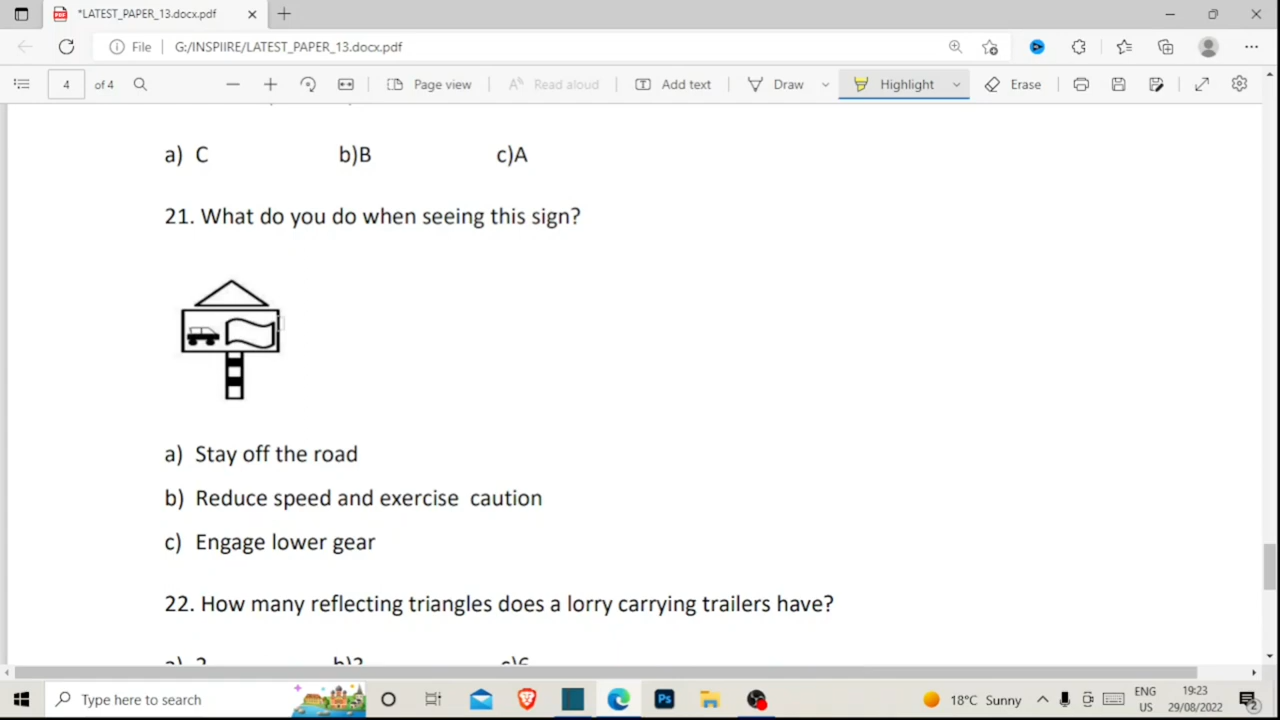 *LATEST_PAPER_13.docx.pdf
File G:/INSPIIRE/LATEST_PAPER_13.docx.pdf
4 of 4 Page view Read aloud Add text Draw Highlight Erase
a) C b)B c)A
21. What do you do when seeing this sign?
a) Stay off the road
b) Reduce speed and exercise caution
c) Engage lower gear
22. How many reflecting triangles does a lorry carrying trailers have?
Type here to search Ps 18°C Sunny ENG 19:23
US 29/08/2022 2